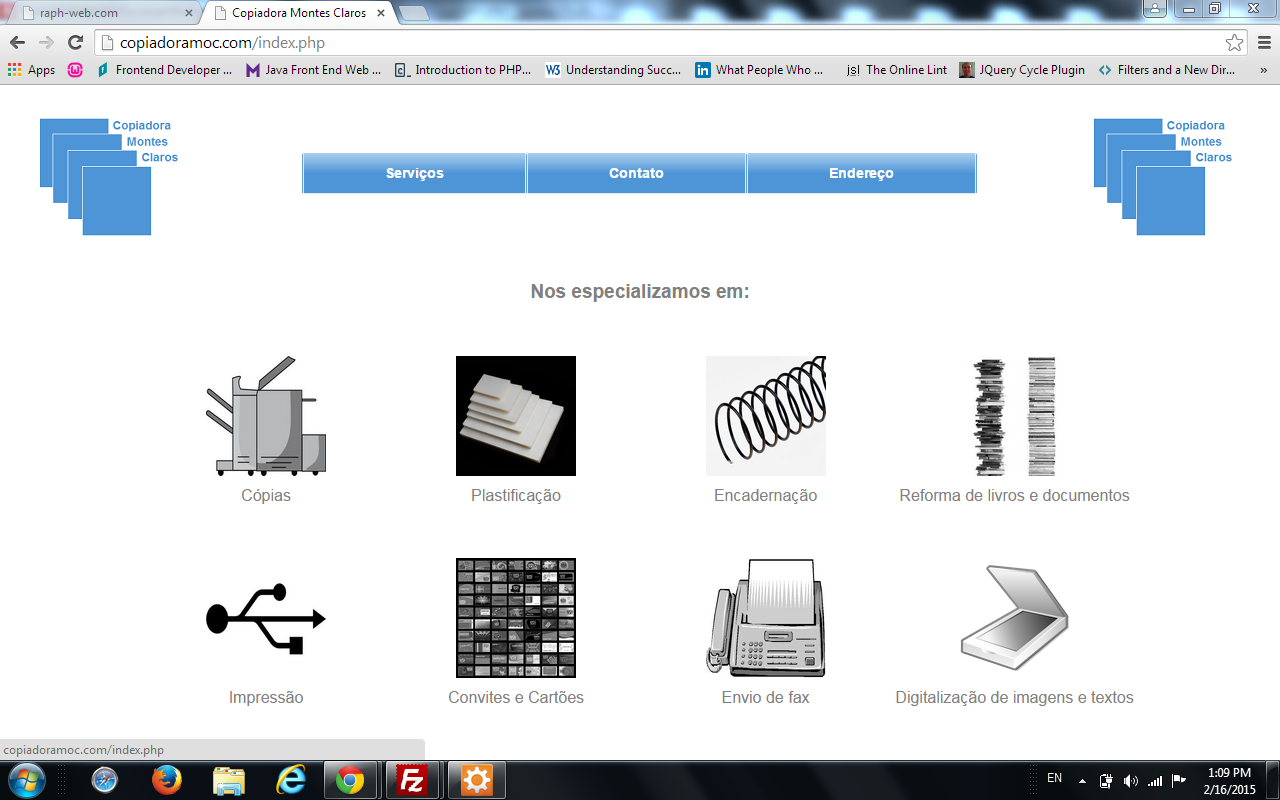 raph-web.com
Copiadora Montes Claros
copiadoramoc.com/index.php
Apps
Frontend Developer ...
Java Front End Web ...
Introduction to PHP...
Understanding Succ...
What People Who ...
The Online Lint
JQuery Cycle Plugin
Filters and a New Dir...
»
Copiadora
Montes
Claros
Serviços
Contato
Endereço
Copiadora
Montes
Claros
Nos especializamos em:
Cópias
Plastificação
Encadernação
Reforma de livros e documentos
Impressão
Convites e Cartões
Envio de fax
Digitalização de imagens e textos
copiadoramoc.com/index.php
EN
1:09 PM
2/16/2015